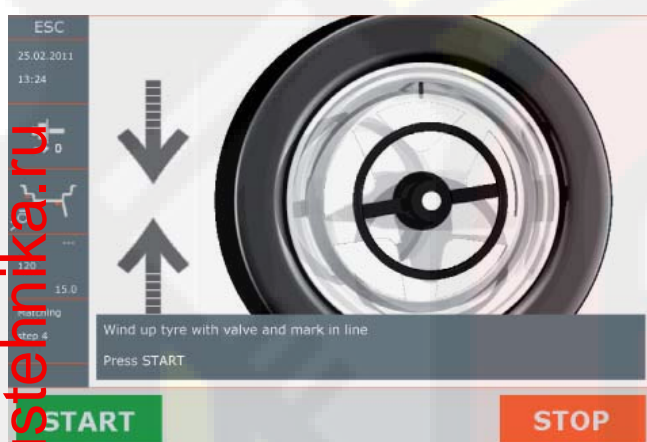 ESC
25.02.2011
13:24
0
---
120
15.0
Matching
step 4
Wind up tyre with valve and mark in line
Press START
START
STOP
stehnika.ru